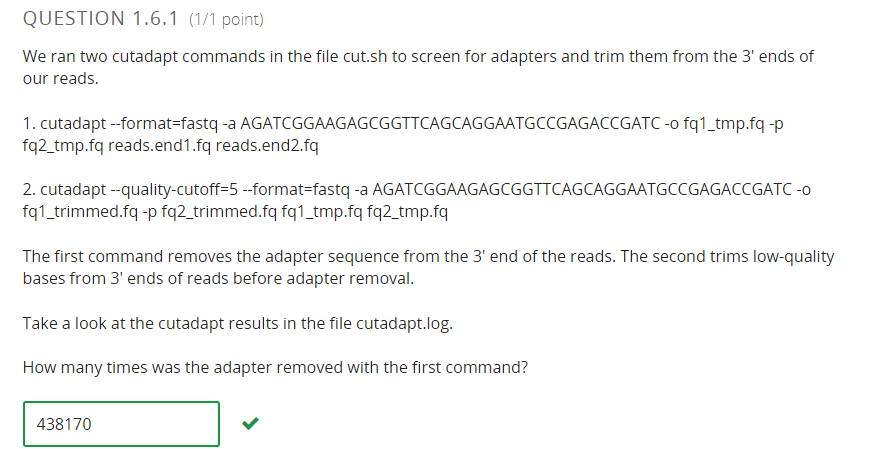 QUESTION 1.6.1 (1/1 point)
We ran two cutadapt commands in the file cut.sh to screen for adapters and trim them from the 3' ends of
our reads.
1. cutadapt --format=fastq -a AGATCGGAAGAGCGGTTCAGCAGGAATGCCGAGACCGATC -o fq1_tmp.fq -p
fq2_tmp.fq reads.end1.fq reads.end2.fq
2. cutadapt --quality-cutoff=5 --format=fastq -a AGATCGGAAGAGCGGTTCAGCAGGAATGCCGAGACCGATC -o
fq1_trimmed.fq -p fq2_trimmed.fq fq1_tmp.fq fq2_tmp.fq
The first command removes the adapter sequence from the 3' end of the reads. The second trims low-quality
bases from 3' ends of reads before adapter removal.
Take a look at the cutadapt results in the file cutadapt.log.
How many times was the adapter removed with the first command?
438170